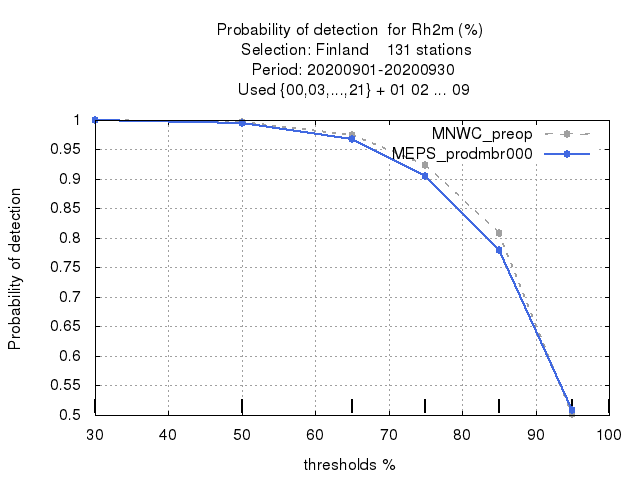 Probability of detection  for Rh2m (%)
Selection: Finland    131 stations
Period: 20200901-20200930
Used {00,03,...,21} + 01 02 ... 09
MNWC_preop
MEPS_prodmbr000
Probability of detection
1
0.95
0.9
0.85
0.8
0.75
0.7
0.65
0.6
0.55
0.5
30 40 50 60 70 80 90 100
thresholds %